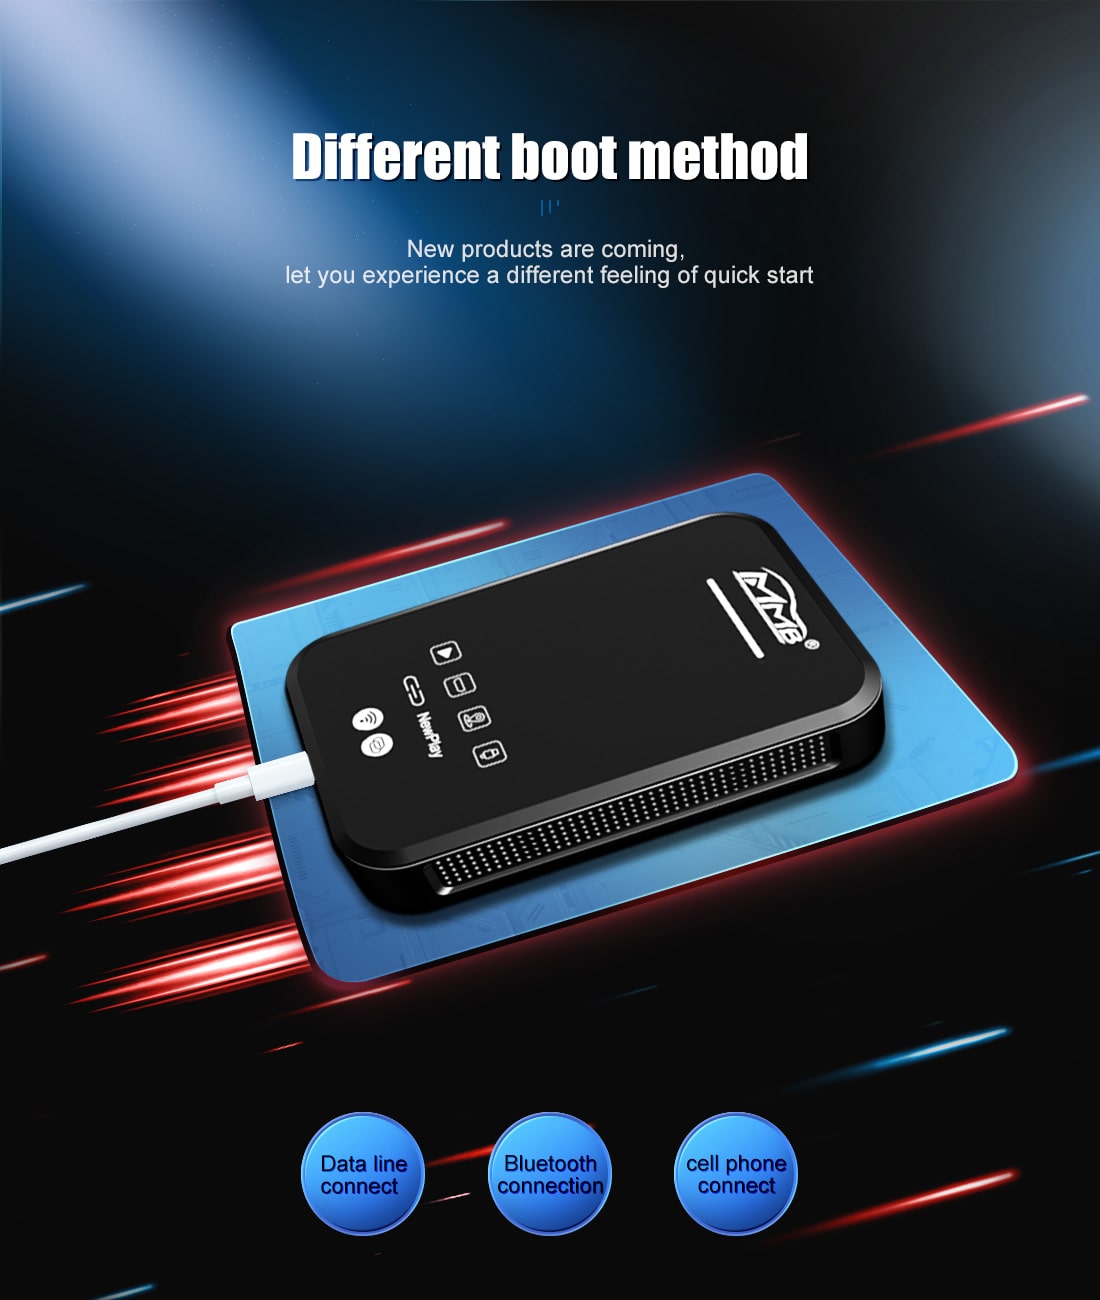 Different boot method
New products are coming,
let you experience a different feeling of quick start
MMB®
NewPlay
Data line
connect
Bluetooth
connection
cell phone
connect